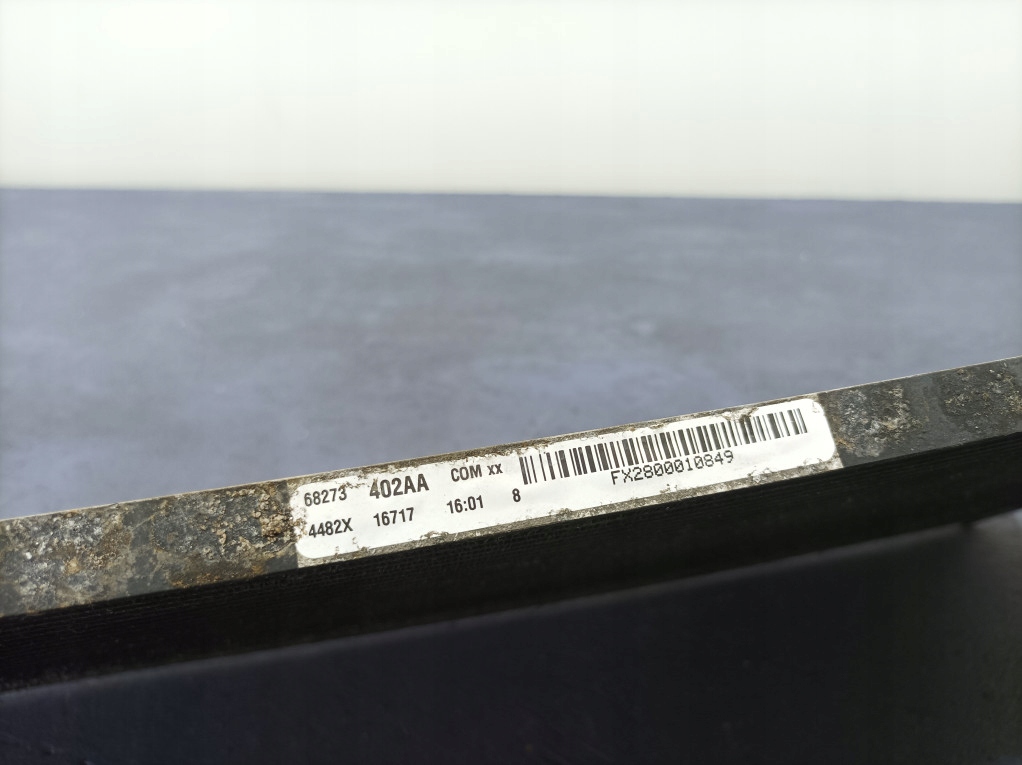 68273 402AA COM xx
4482X 16717 16:01 8
FX2800010849